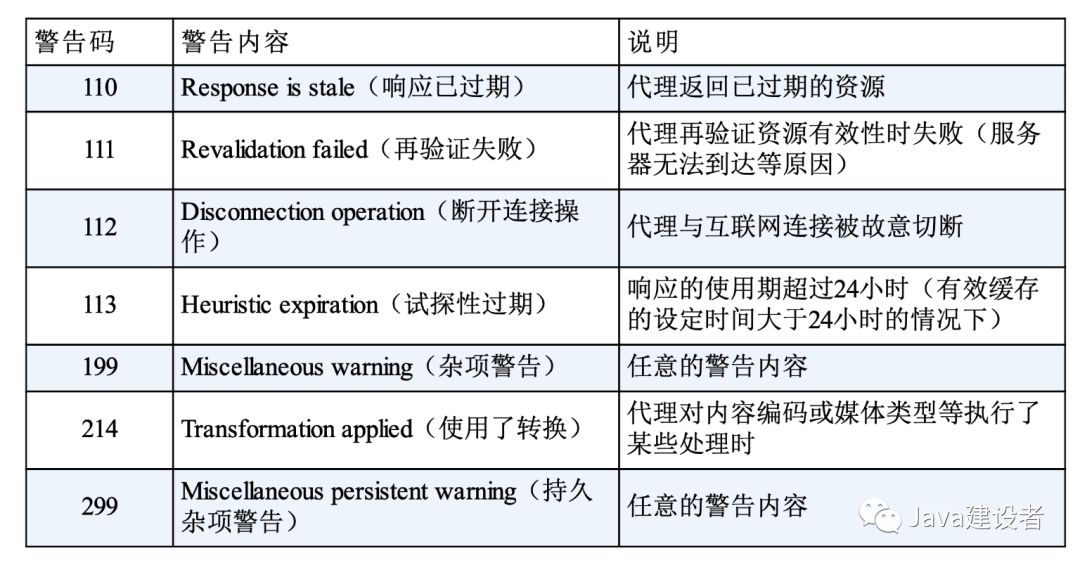 警告码 警告内容 说明
110 Response is stale（响应已过期） 代理返回已过期的资源
111 Revalidation failed（再验证失败） 代理再验证资源有效性时失败（服务
器无法到达等原因）
112 Disconnection operation（断开连接操
作） 代理与互联网连接被故意切断
113 Heuristic expiration（试探性过期） 响应的使用期超过24小时（有效缓存
的设定时间大于24小时的情况下）
199 Miscellaneous warning（杂项警告） 任意的警告内容
214 Transformation applied（使用了转换） 代理对内容编码或媒体类型等执行了
某些处理时
299 Miscellaneous persistent warning（持久
杂项警告） 任意的警告内容
Java建设者